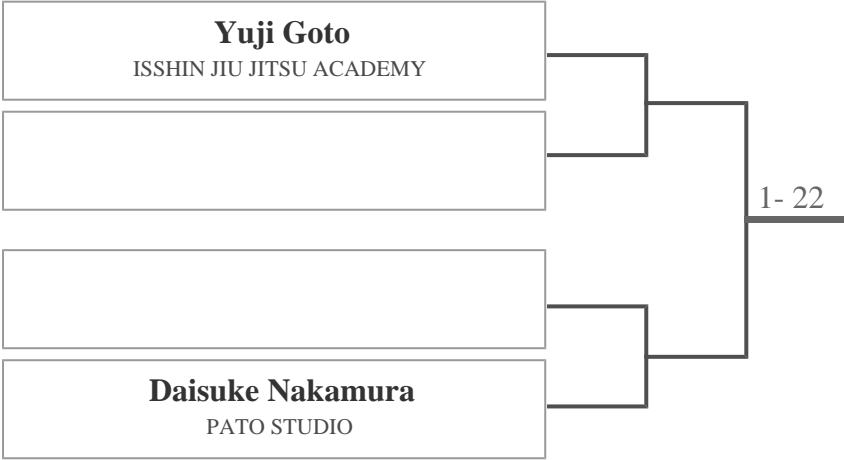 Yuji Goto
ISSHIN JIU JITSU ACADEMY
1- 22
Daisuke Nakamura
PATO STUDIO